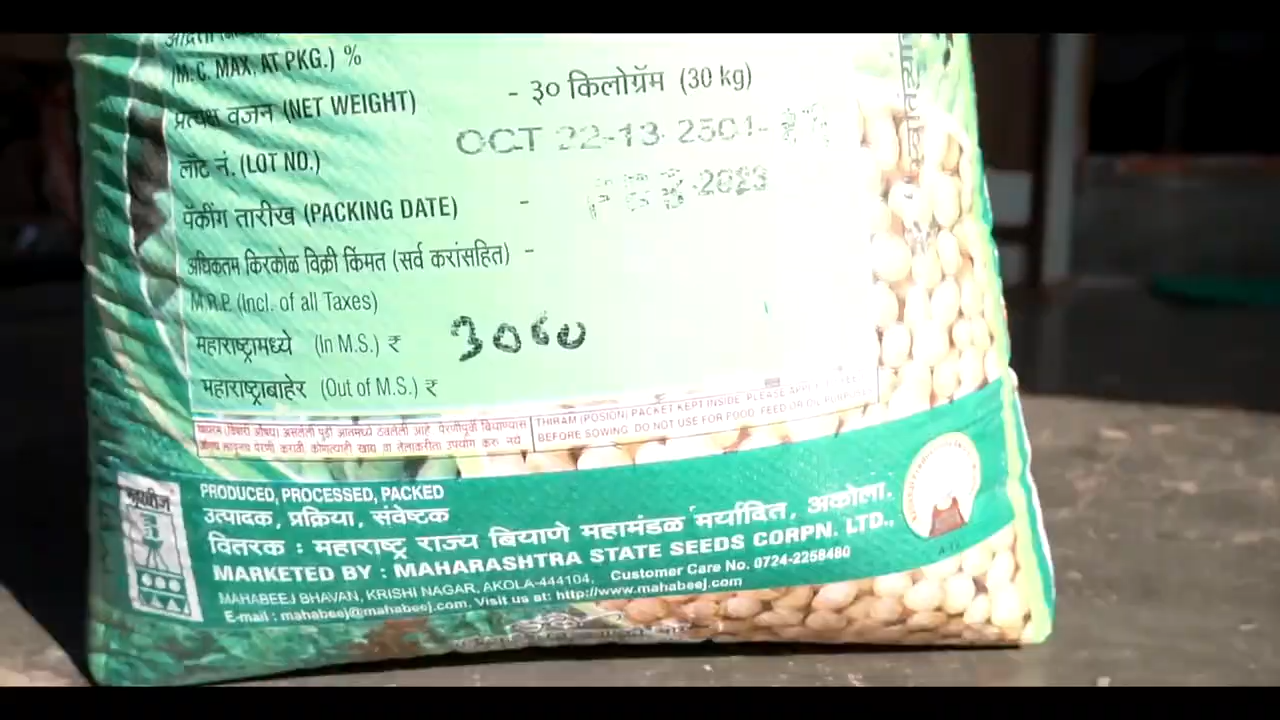 (M.C. MAX. AT PKG.) %
प्रत्यक्ष वजन (NET WEIGHT) - ३० किलोग्रॅम (30 kg)
लॉट नं. (LOT NO.) OCT 22-13 2501-
पॅकींग तारीख (PACKING DATE) -
अधिकतम किरकोळ विक्री किंमत (सर्व करांसहित) -
M.R.P. (Incl. of all Taxes)
महाराष्ट्रामध्ये (In M.S.) ₹ 3060
महाराष्ट्राबाहेर (Out of M.S.) ₹
THIRAM (POSION) PACKET KEPT INSIDE. PLEASE
BEFORE SOWING. DO NOT USE FOR FOOD, FEED OR OIL PURPOSE
महाबीज
PRODUCED, PROCESSED, PACKED
उत्पादक, प्रक्रिया, संवेष्टक
वितरक : महाराष्ट्र राज्य बियाणे महामंडळ मर्यादित, अकोला.
MARKETED BY : MAHARASHTRA STATE SEEDS CORPN. LTD.,
MAHABEEJ BHAVAN, KRISHI NAGAR, AKOLA-444104, Customer Care No. 0724-2258480
E-mail : mahabeej@mahabeej.com. Visit us at: http://www.mahabeej.com